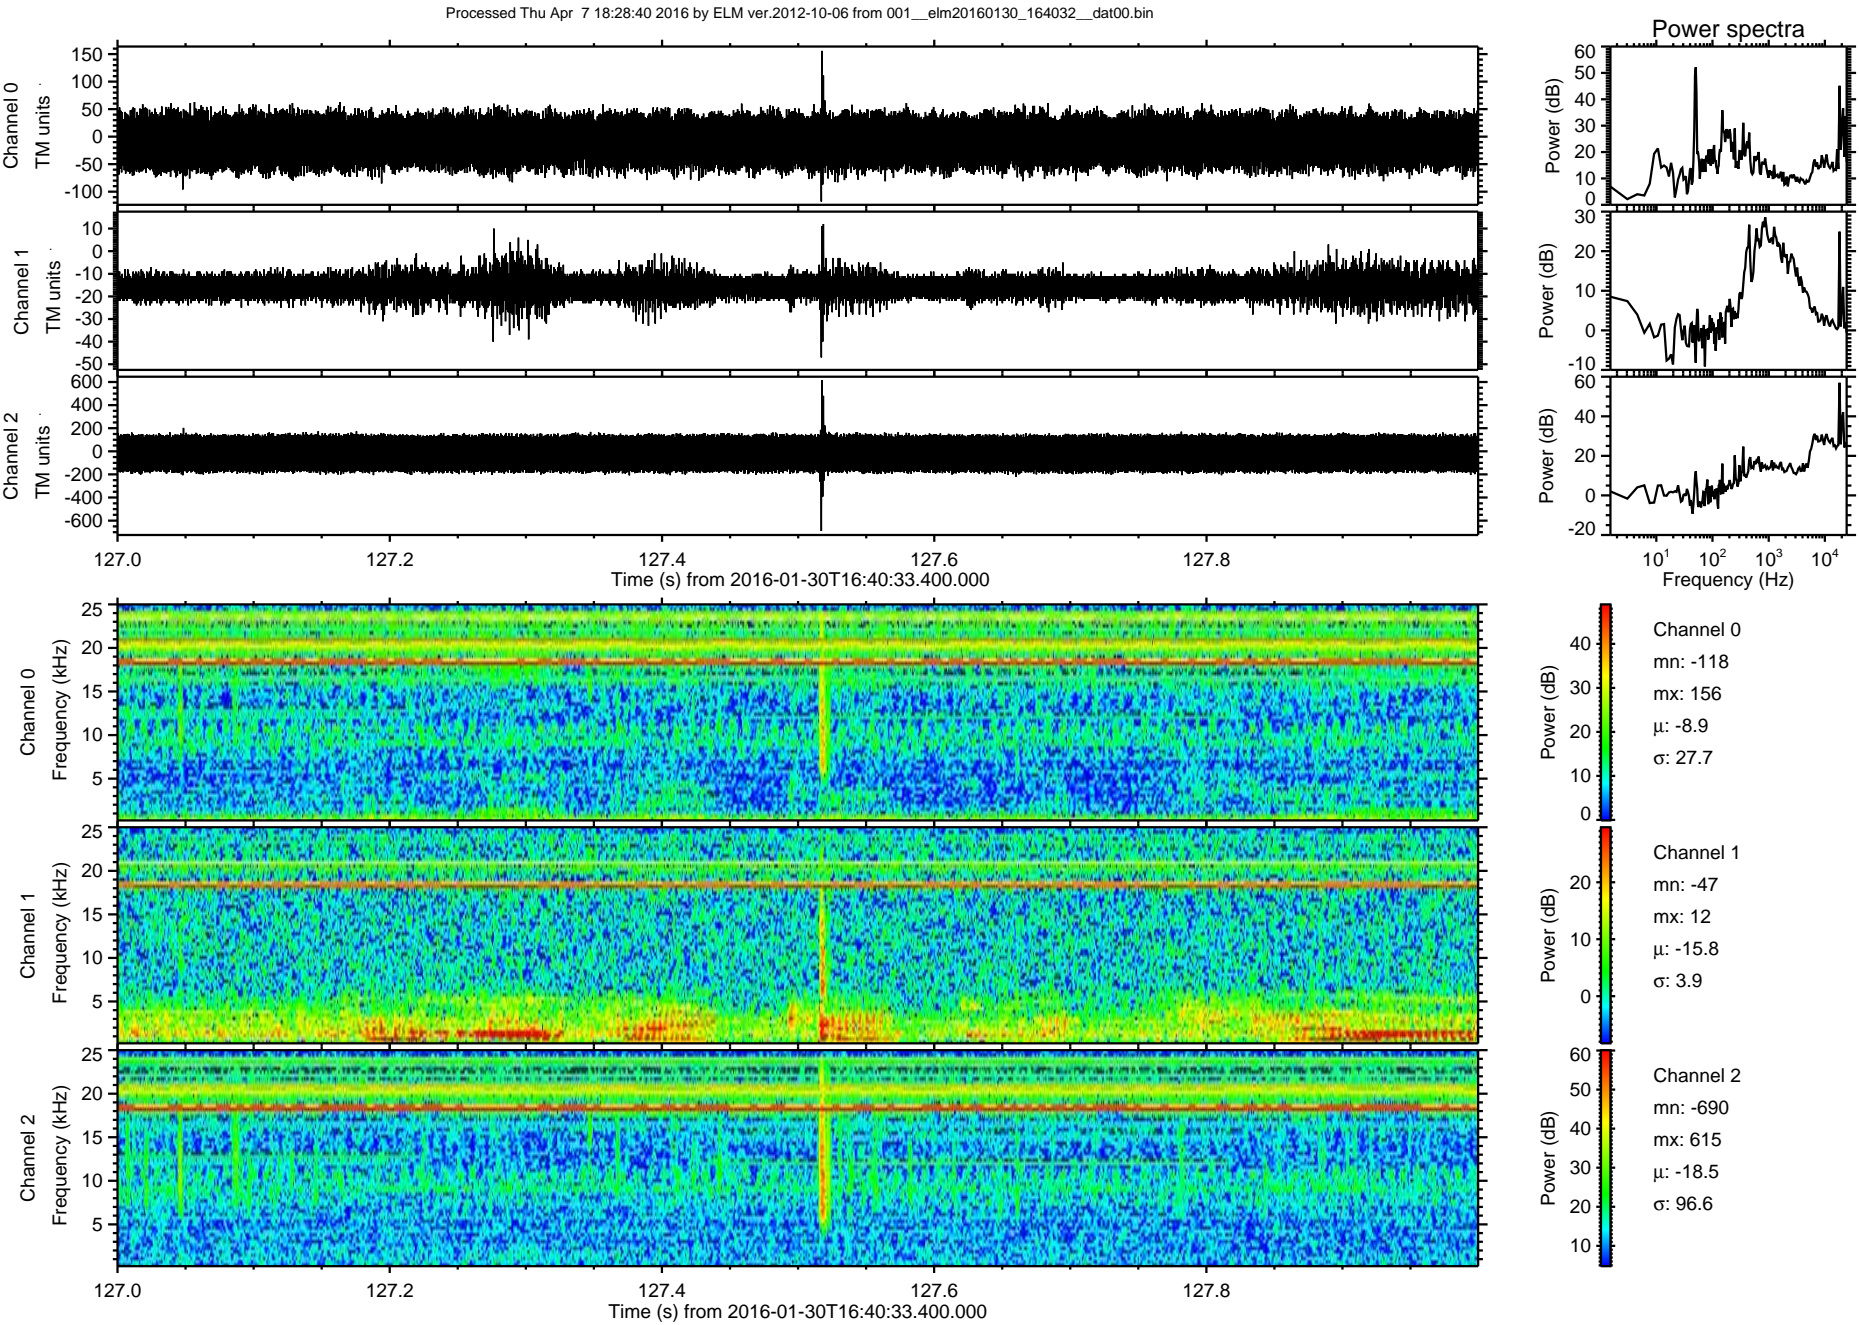 Processed Thu Apr  7 18:28:40 2016 by ELM ver.2012-10-06 from 001__elm20160130_164032__dat00.bin
Power spectra
Channel 0
TM units
150
100
50
0
-50
-100
Power (dB)
60
50
40
30
20
10
0
Channel 1
TM units
10
0
-10
-20
-30
-40
-50
Power (dB)
30
20
10
0
-10
Channel 2
TM units
600
400
200
0
-200
-400
-600
Power (dB)
60
40
20
0
-20
127.0 127.2 127.4 127.6 127.8
Time (s) from 2016-01-30T16:40:33.400.000
10¹ 10² 10³ 10⁴
Frequency (Hz)
Channel 0
Frequency (kHz)
25
20
15
10
5
Power (dB)
40
30
20
10
0
Channel 0
mn: -118
mx: 156
μ: -8.9
σ: 27.7
Channel 1
Frequency (kHz)
25
20
15
10
5
Power (dB)
20
10
0
Channel 1
mn: -47
mx: 12
μ: -15.8
σ: 3.9
Channel 2
Frequency (kHz)
25
20
15
10
5
Power (dB)
60
50
40
30
20
10
Channel 2
mn: -690
mx: 615
μ: -18.5
σ: 96.6
127.0 127.2 127.4 127.6 127.8
Time (s) from 2016-01-30T16:40:33.400.000